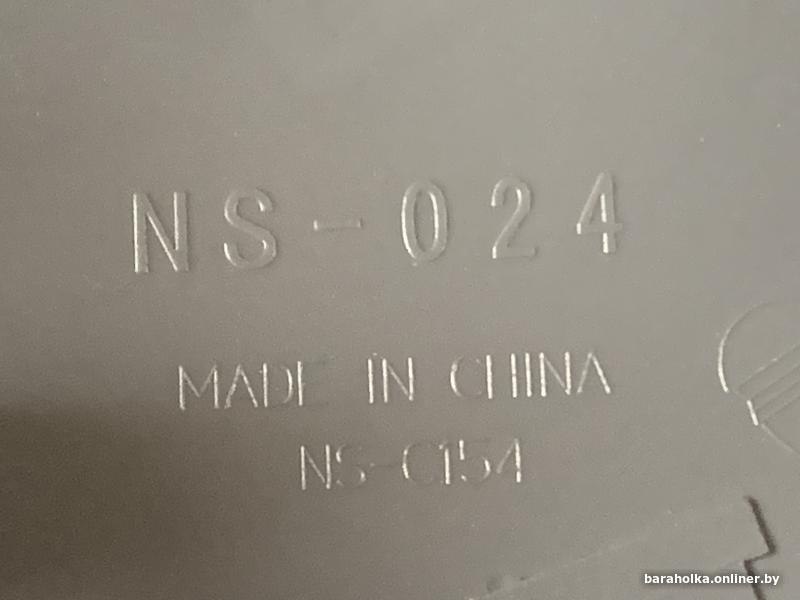 NS-024
MADE IN CHINA
NS-C154
baraholka.onliner.by